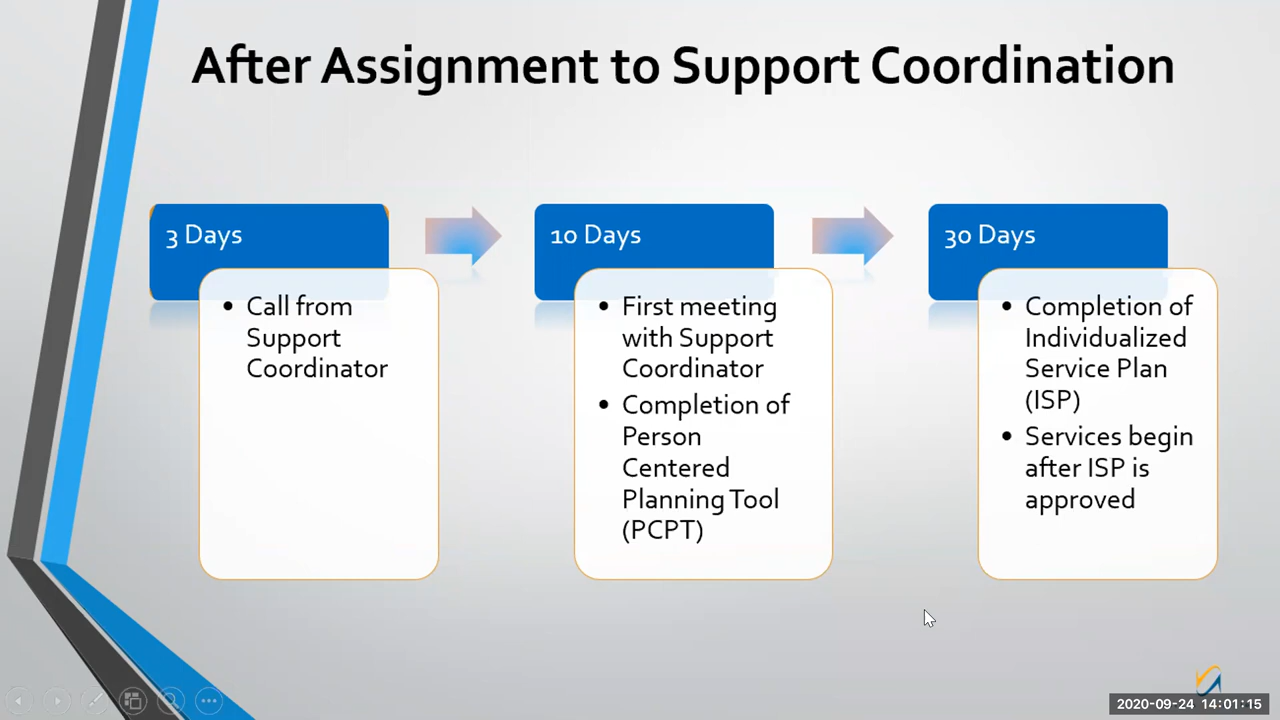 After Assignment to Support Coordination
3 Days
• Call from
Support
Coordinator
10 Days
• First meeting
with Support
Coordinator
• Completion of
Person
Centered
Planning Tool
(PCPT)
30 Days
• Completion of
Individualized
Service Plan
(ISP)
• Services begin
after ISP is
approved
2020-09-24 14:01:15